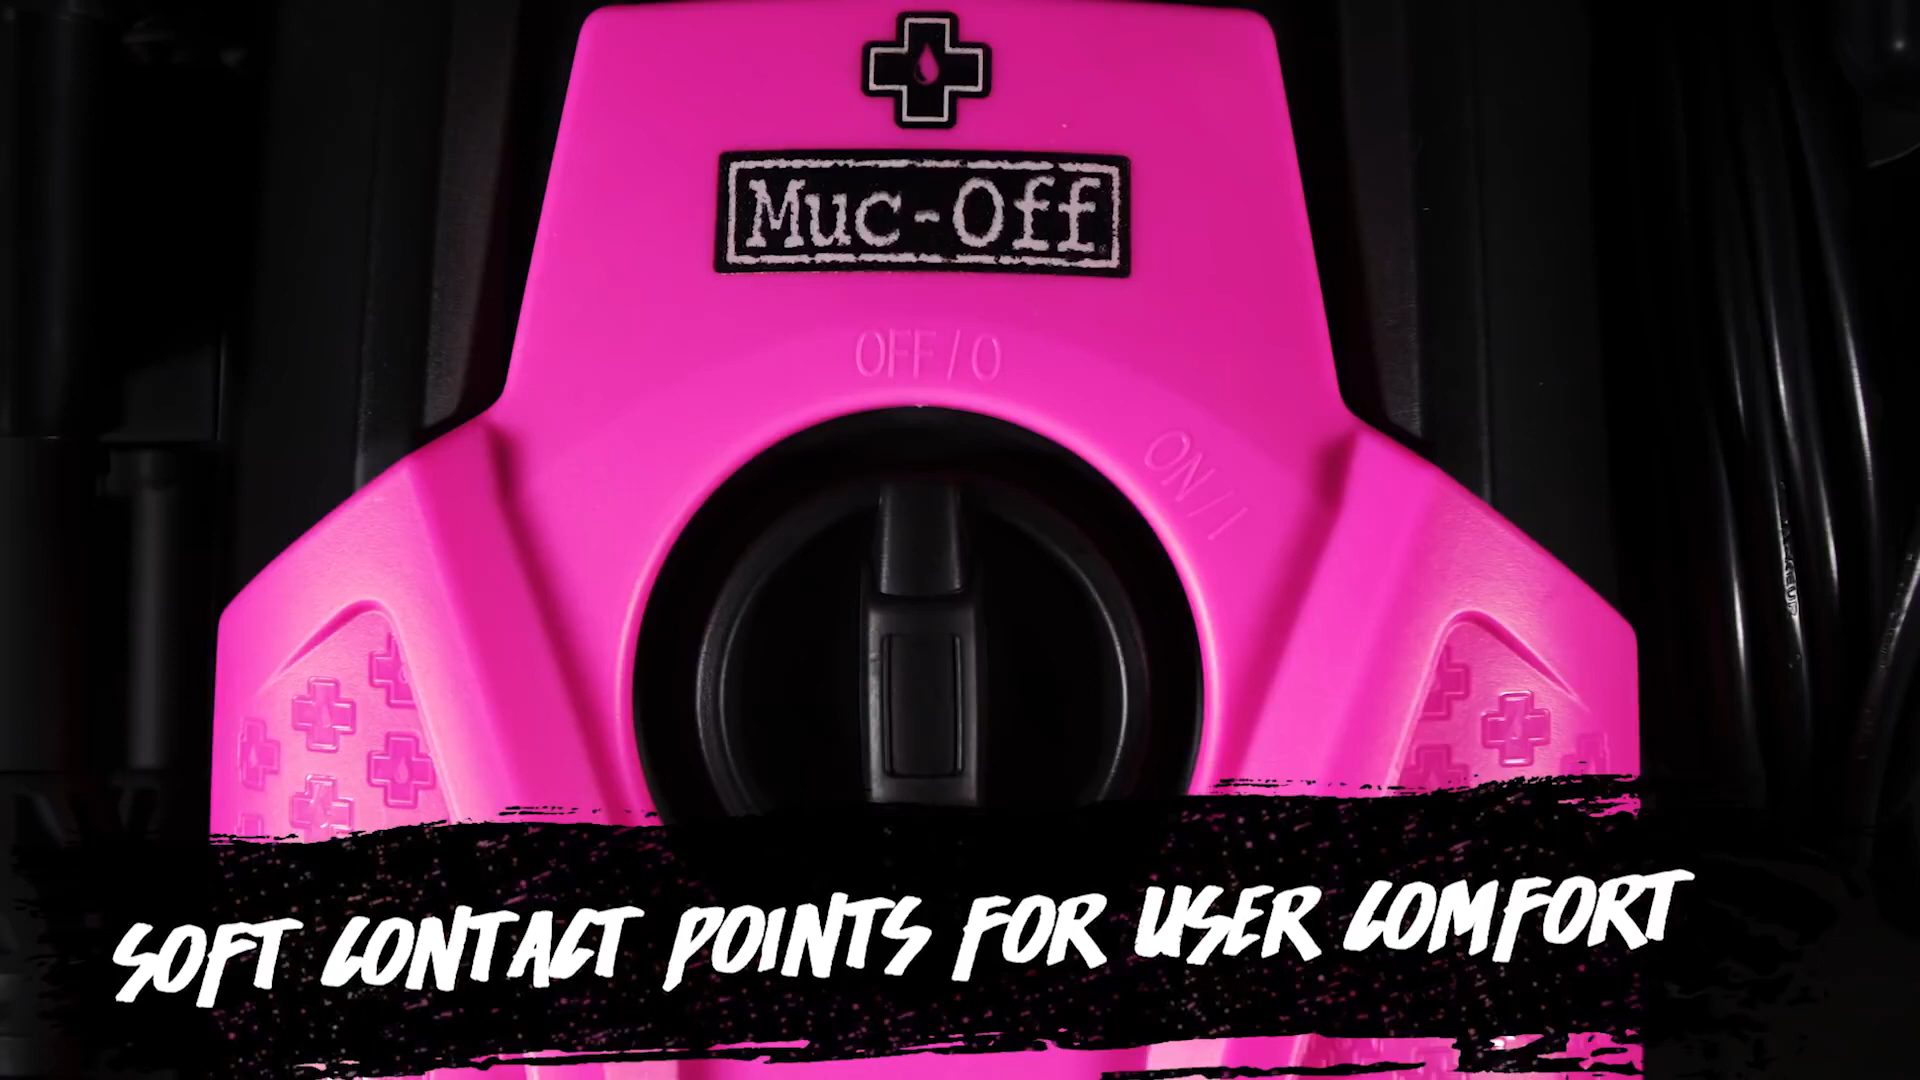 Muc-Off
OFF/O
ON/I
SOFT CONTACT POINTS FOR USER COMFORT